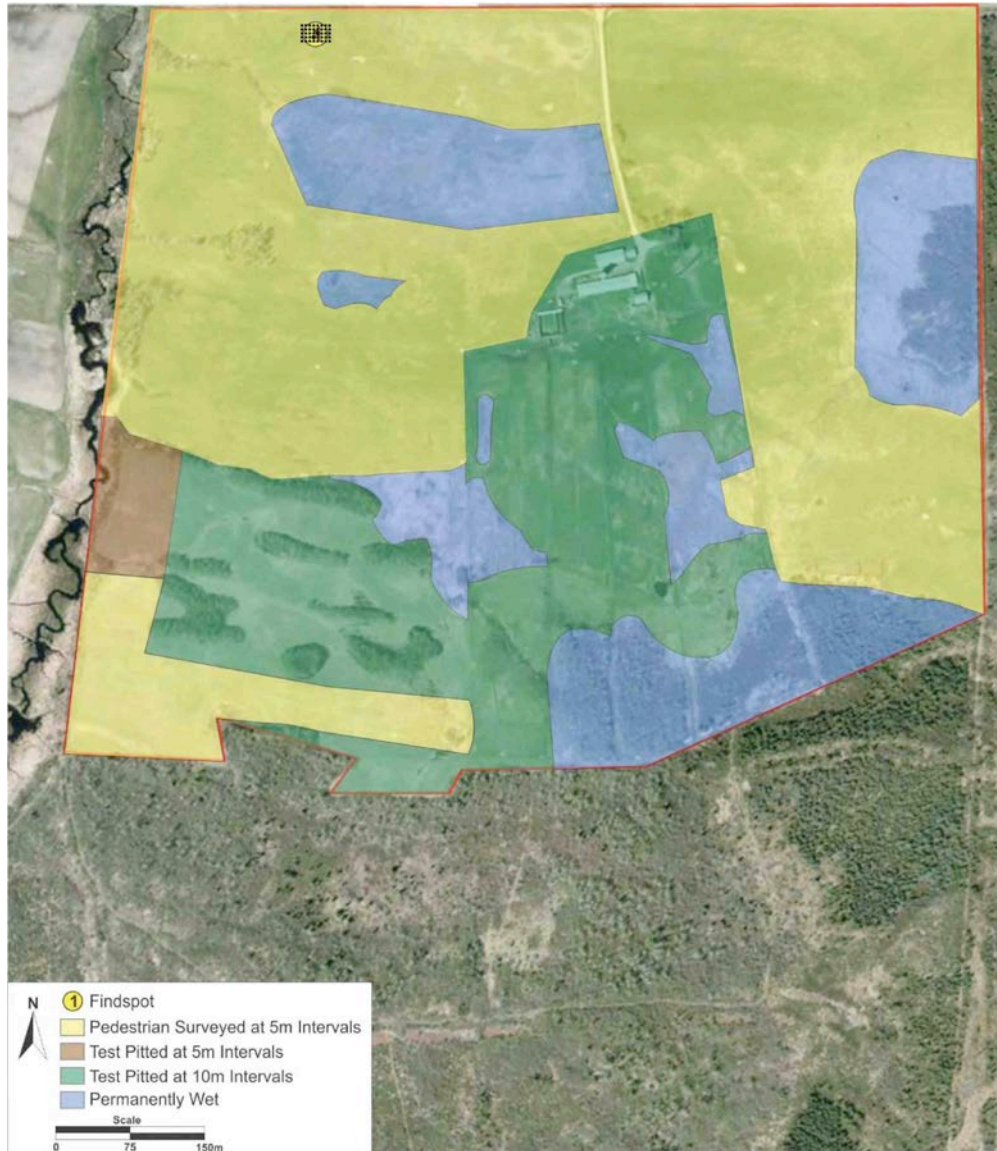 N
1 Findspot
Pedestrian Surveyed at 5m Intervals
Test Pitted at 5m Intervals
Test Pitted at 10m Intervals
Permanently Wet
Scale
0 75 150m